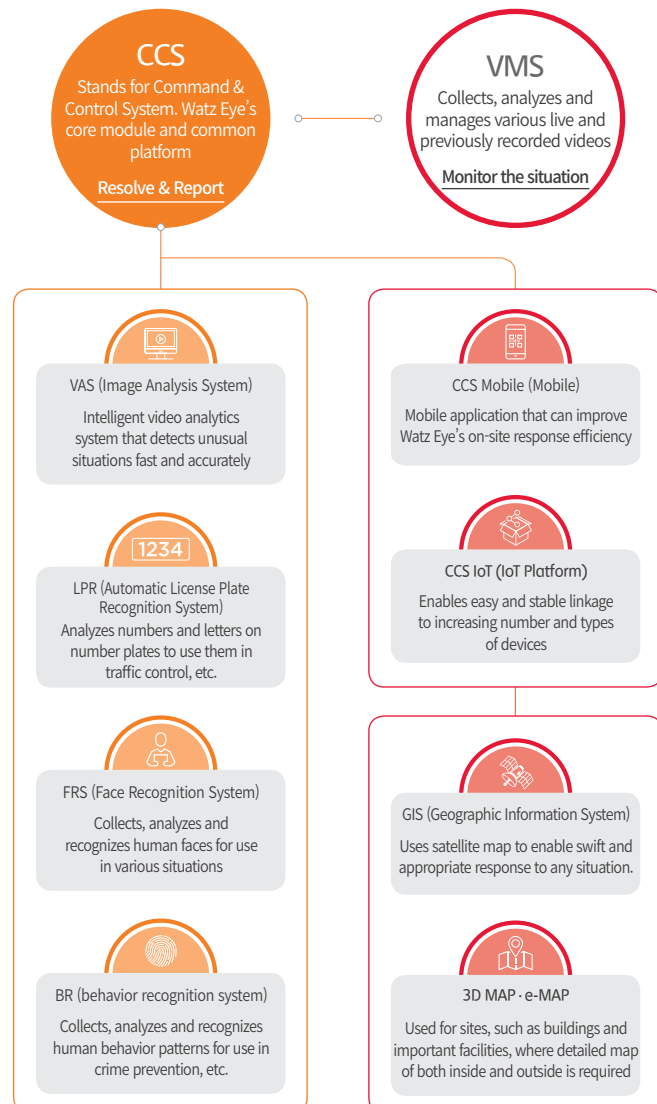 CCS
Stands for Command &
Control System. Watz Eye's
core module and common
platform
Resolve & Report
VMS
Collects, analyzes and
manages various live and
previously recorded videos
Monitor the situation
VAS (Image Analysis System)
Intelligent video analytics
system that detects unusual
situations fast and accurately
1234
LPR (Automatic License Plate
Recognition System)
Analyzes numbers and letters on
number plates to use them in
traffic control, etc.
FRS (Face Recognition System)
Collects, analyzes and
recognizes human faces for use
in various situations
BR (behavior recognition system)
Collects, analyzes and recognizes
human behavior patterns for use in
crime prevention, etc.
CCS Mobile (Mobile)
Mobile application that can improve
Watz Eye's on-site response efficiency
CCS IoT (IoT Platform)
Enables easy and stable linkage
to increasing number and types
of devices
GIS (Geographic Information System)
Uses satellite map to enable swift and
appropriate response to any situation.
3D MAP · e-MAP
Used for sites, such as buildings and
important facilities, where detailed map
of both inside and outside is required